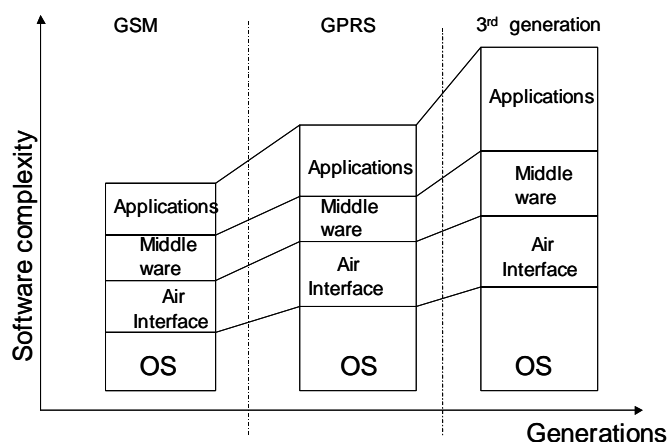 GSM
GPRS
3rd generation
Software complexity
Applications
Middle
ware
Air
Interface
OS
Applications
Middle
ware
Air
Interface
OS
Applications
Middle
ware
Air
Interface
OS
Generations